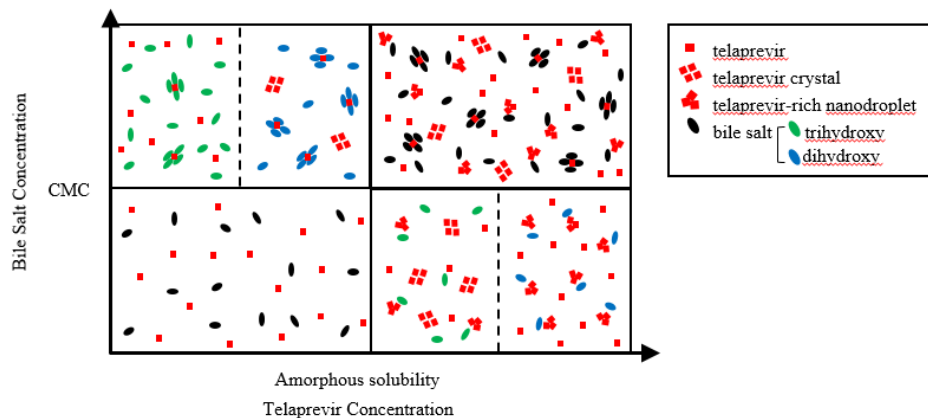 telaprevir
telaprevir crystal
telaprevir-rich nanodroplet
bile salt
trihydroxy
dihydroxy
Bile Salt Concentration
CMC
Amorphous solubility
Telaprevir Concentration